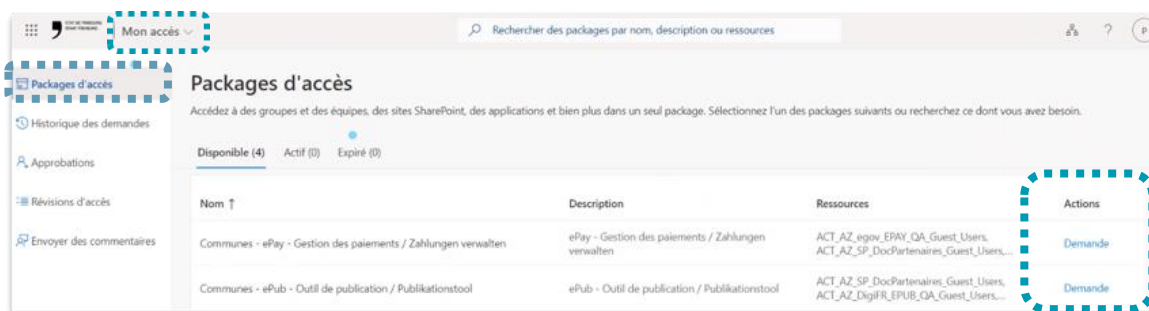 Mon accès
Rechercher des packages par nom, description ou ressources
?
P
Packages d'accès
Historique des demandes
Approbations
Révisions d'accès
Envoyer des commentaires
Packages d'accès
Accédez à des groupes et des équipes, des sites SharePoint, des applications et bien plus dans un seul package. Sélectionnez l'un des packages suivants ou recherchez ce dont vous avez besoin.
Disponible (4) Actif (0) Expiré (0)
Nom ↑ Description Ressources Actions
Communes - ePay - Gestion des paiements / Zahlungen verwalten
ePay - Gestion des paiements / Zahlungen
verwalten
ACT_AZ_egov_EPAY_QA_Guest_Users,
ACT_AZ_SP_DocPartenaires_Guest_Users,...
Demande
Communes - ePub - Outil de publication / Publikationstool
ePub - Outil de publication / Publikationstool
ACT_AZ_SP_DocPartenaires_Guest_Users,
ACT_AZ_DigiFR_EPUB_QA_Guest_Users,...
Demande